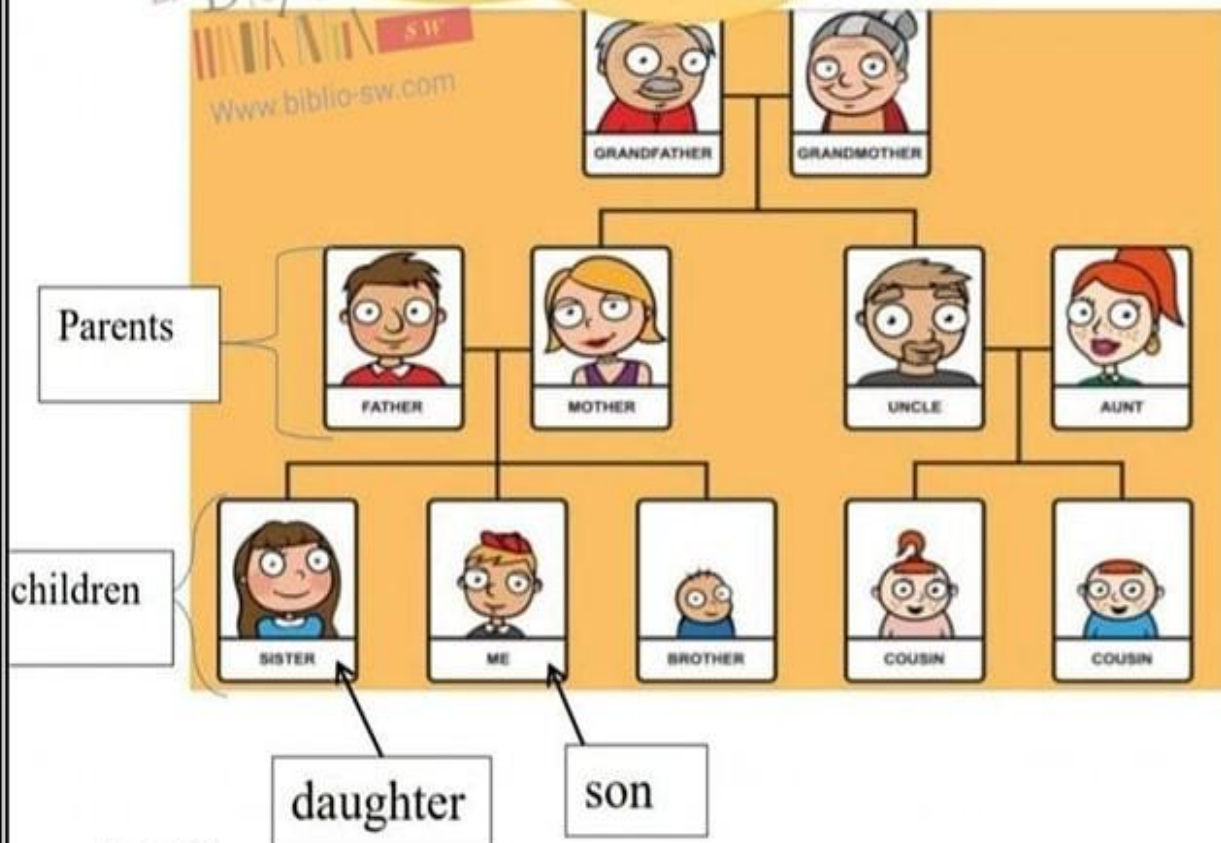 SW
Www.biblio-sw.com
GRANDFATHER GRANDMOTHER
Parents
FATHER MOTHER UNCLE AUNT
children
SISTER ME BROTHER COUSIN COUSIN
daughter son